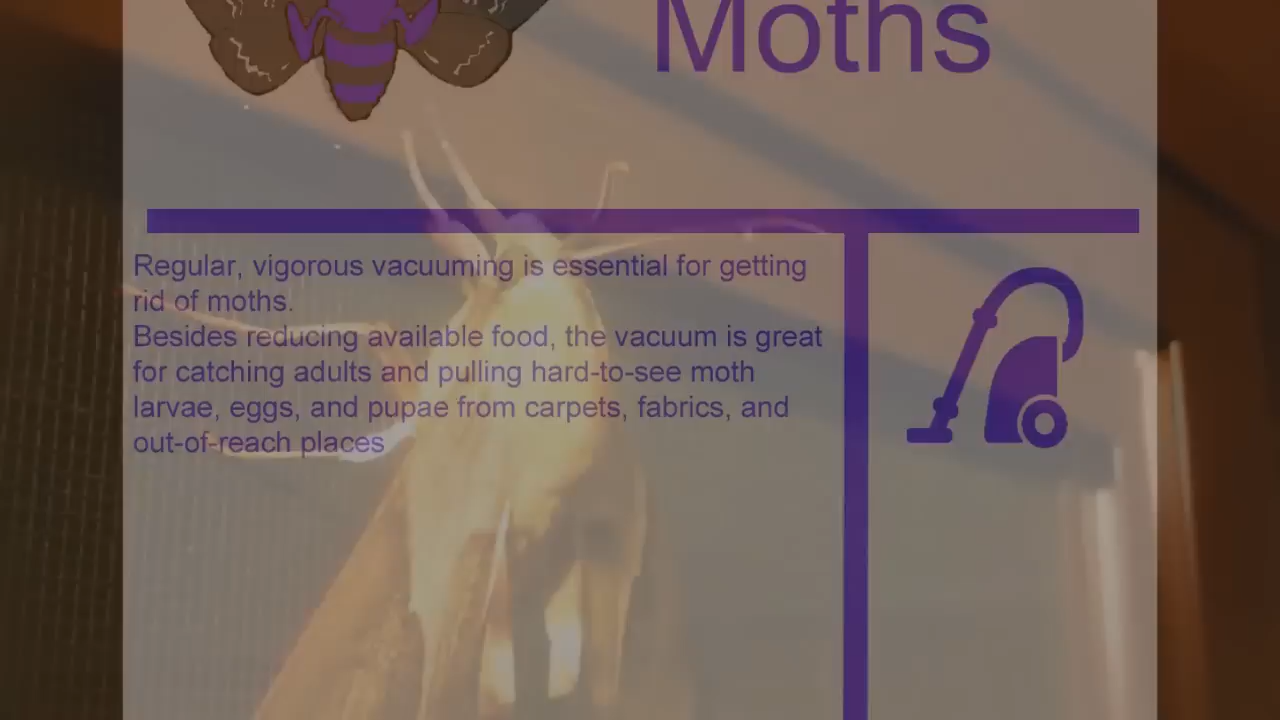 Moths
Regular, vigorous vacuuming is essential for getting
rid of moths.
Besides reducing available food, the vacuum is great
for catching adults and pulling hard-to-see moth
larvae, eggs, and pupae from carpets, fabrics, and
out-of-reach places